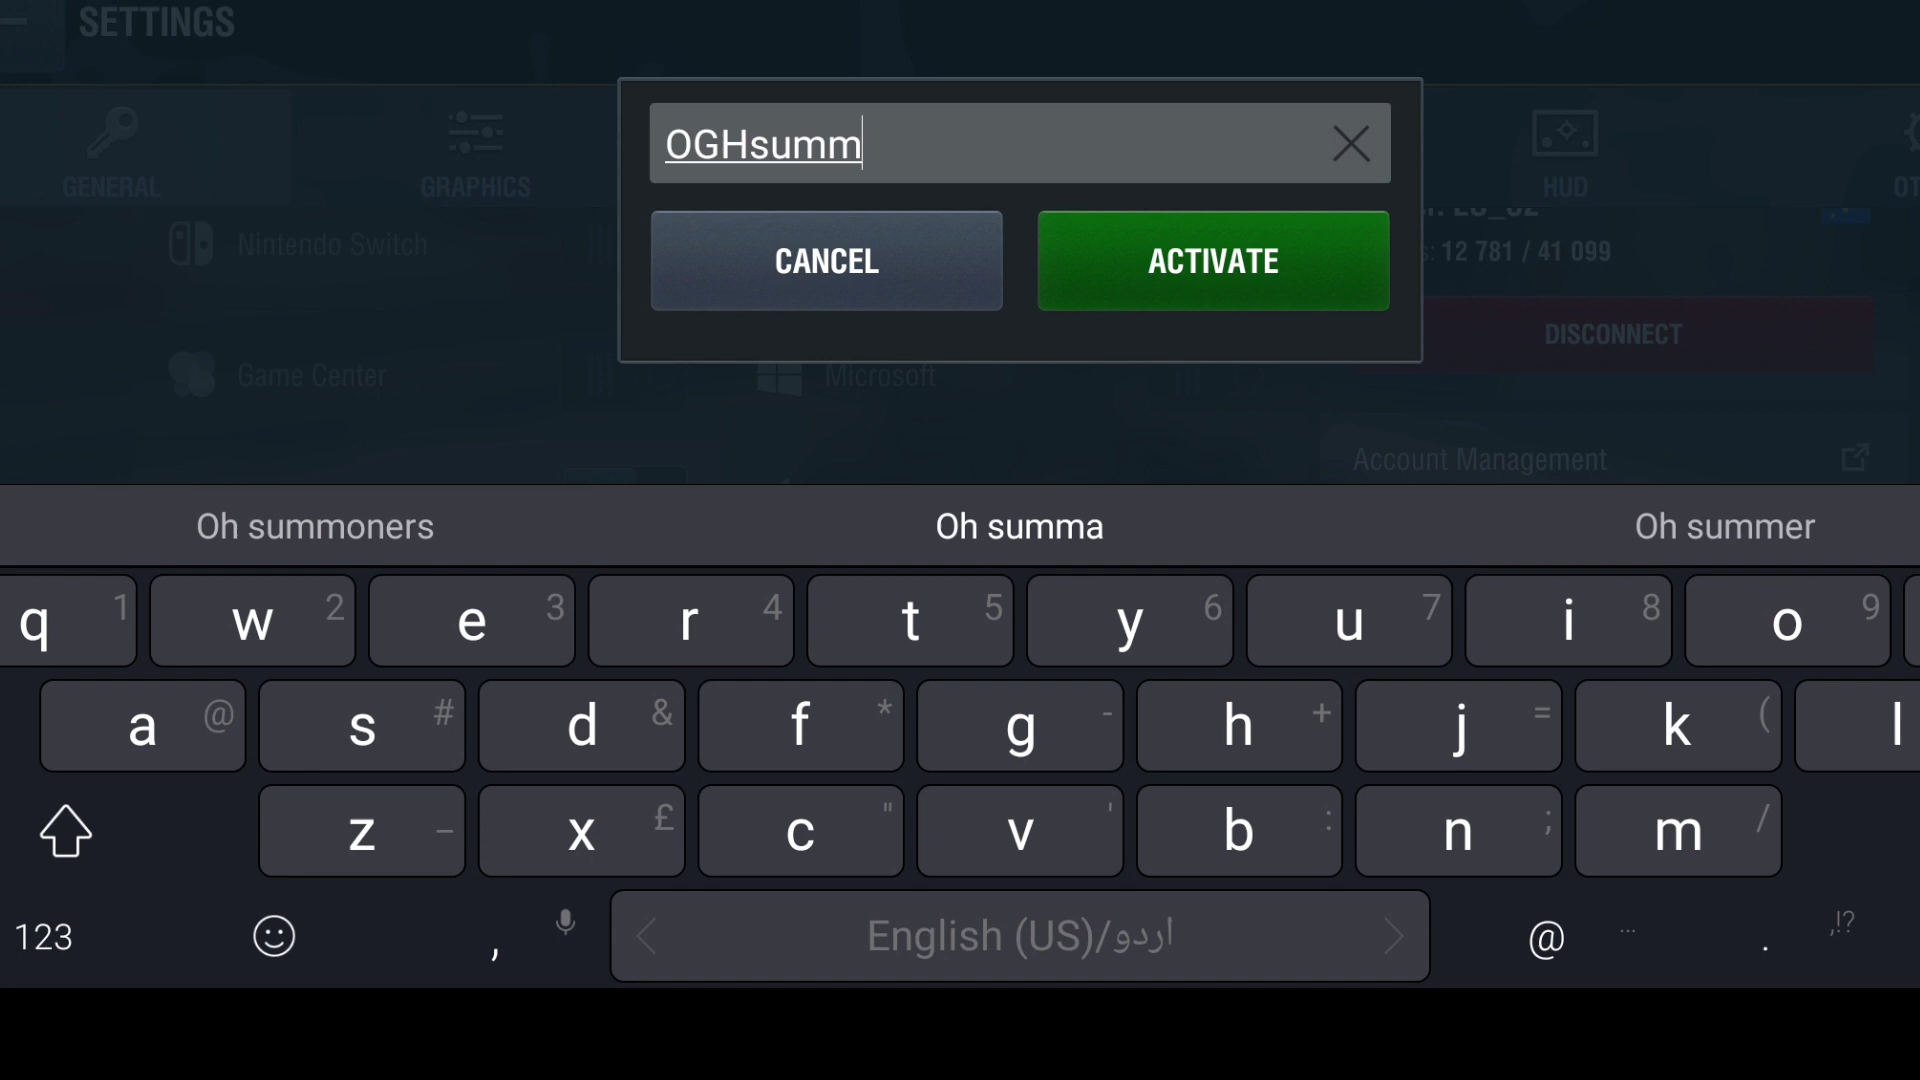 SETTINGS
GENERAL
GRAPHICS
HUD
OGHsumm
CANCEL
ACTIVATE
Nintendo Switch
12 781 / 41 099
DISCONNECT
Game Center
Microsoft
Account Management
Oh summoners
Oh summa
Oh summer
q 1 w 2 e 3 r 4 t 5 y 6 u 7 i 8 o 9
a @ s # d & f * g - h + j = k ( l
z _ x £ c " v ' b : n ; m /
123 , English (US)/اردو @ ... . ,!?